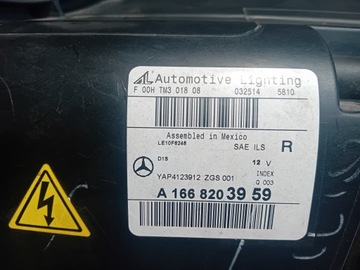 AL Automotive Lighting
F 00H TM3 018 08 032514 5810
Assembled in Mexico
LE10F6248 SAE ILS R
D1S 12 V
YAP4123912 ZGS 001 INDEX
Q 003
A 166 820 39 59